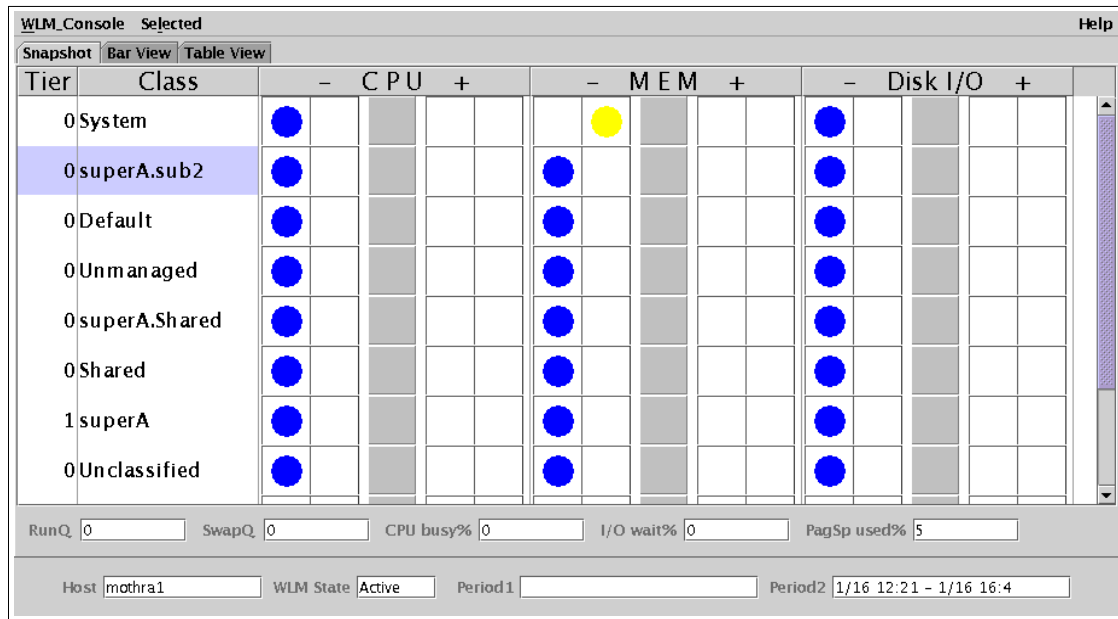 WLM_Console Selected Help
Snapshot Bar View Table View
Tier Class - CPU + - MEM + - Disk I/O +
0 System
0 superA.sub2
0 Default
0 Unmanaged
0 superA.Shared
0 Shared
1 superA
0 Unclassified
RunQ 0 SwapQ 0 CPU busy% 0 I/O wait% 0 PagSp used% 5
Host mothra1 WLM State Active Period1 Period2 1/16 12:21 - 1/16 16:4